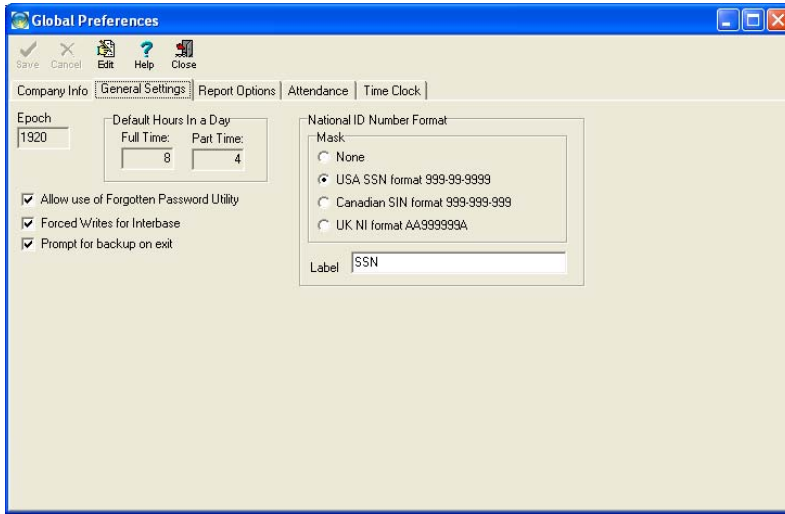 Global Preferences
Save Cancel Edit Help Close
Company Info General Settings Report Options Attendance Time Clock
Epoch
1920
Default Hours In a Day
Full Time: Part Time:
8 4
Allow use of Forgotten Password Utility
Forced Writes for Interbase
Prompt for backup on exit
National ID Number Format
Mask
None
USA SSN format 999-99-9999
Canadian SIN format 999-999-999
UK NI format AA999999A
Label SSN